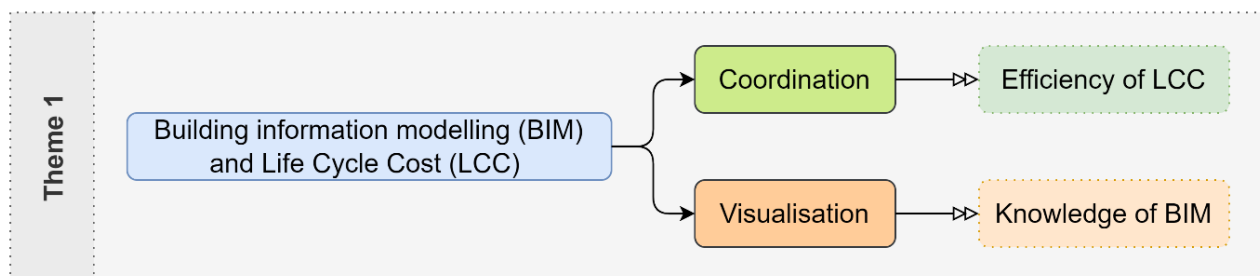 Theme 1
Building information modelling (BIM)
and Life Cycle Cost (LCC)
Coordination
Efficiency of LCC
Visualisation
Knowledge of BIM